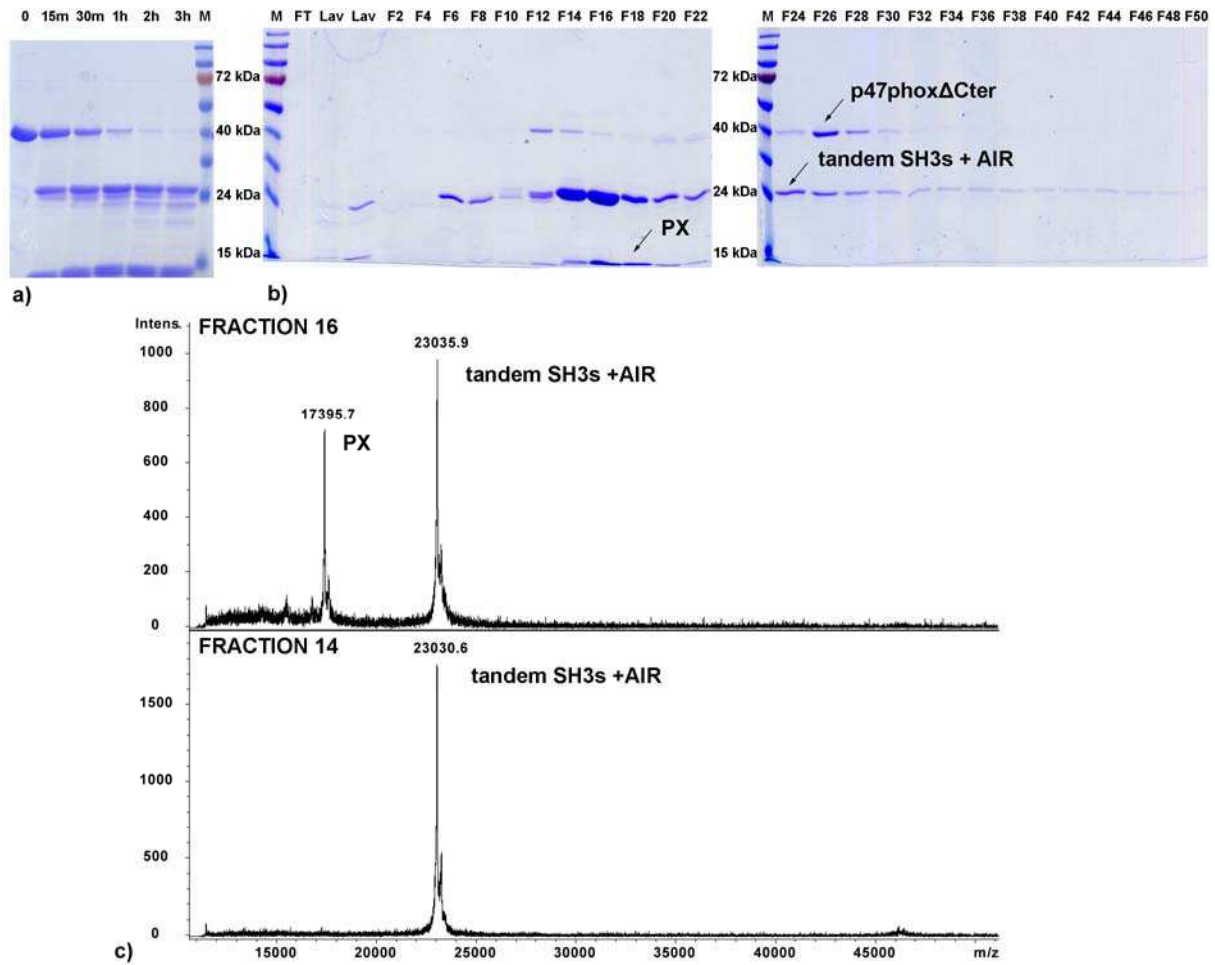 0 15m 30m 1h 2h 3h M
M FT Lav Lav F2 F4 F6 F8 F10 F12 F14 F16 F18 F20 F22
M F24 F26 F28 F30 F32 F34 F36 F38 F40 F42 F44 F46 F48 F50
72 kDa
40 kDa
24 kDa
15 kDa
72 kDa
40 kDa
24 kDa
15 kDa
p47phoxΔCter
tandem SH3s + AIR
PX
a)
b)
Intens.
FRACTION 16
1000
800
600
400
200
0
17395.7
PX
23035.9
tandem SH3s +AIR
FRACTION 14
1500
1000
500
0
23030.6
tandem SH3s +AIR
15000 20000 25000 30000 35000 40000 45000 m/z
c)